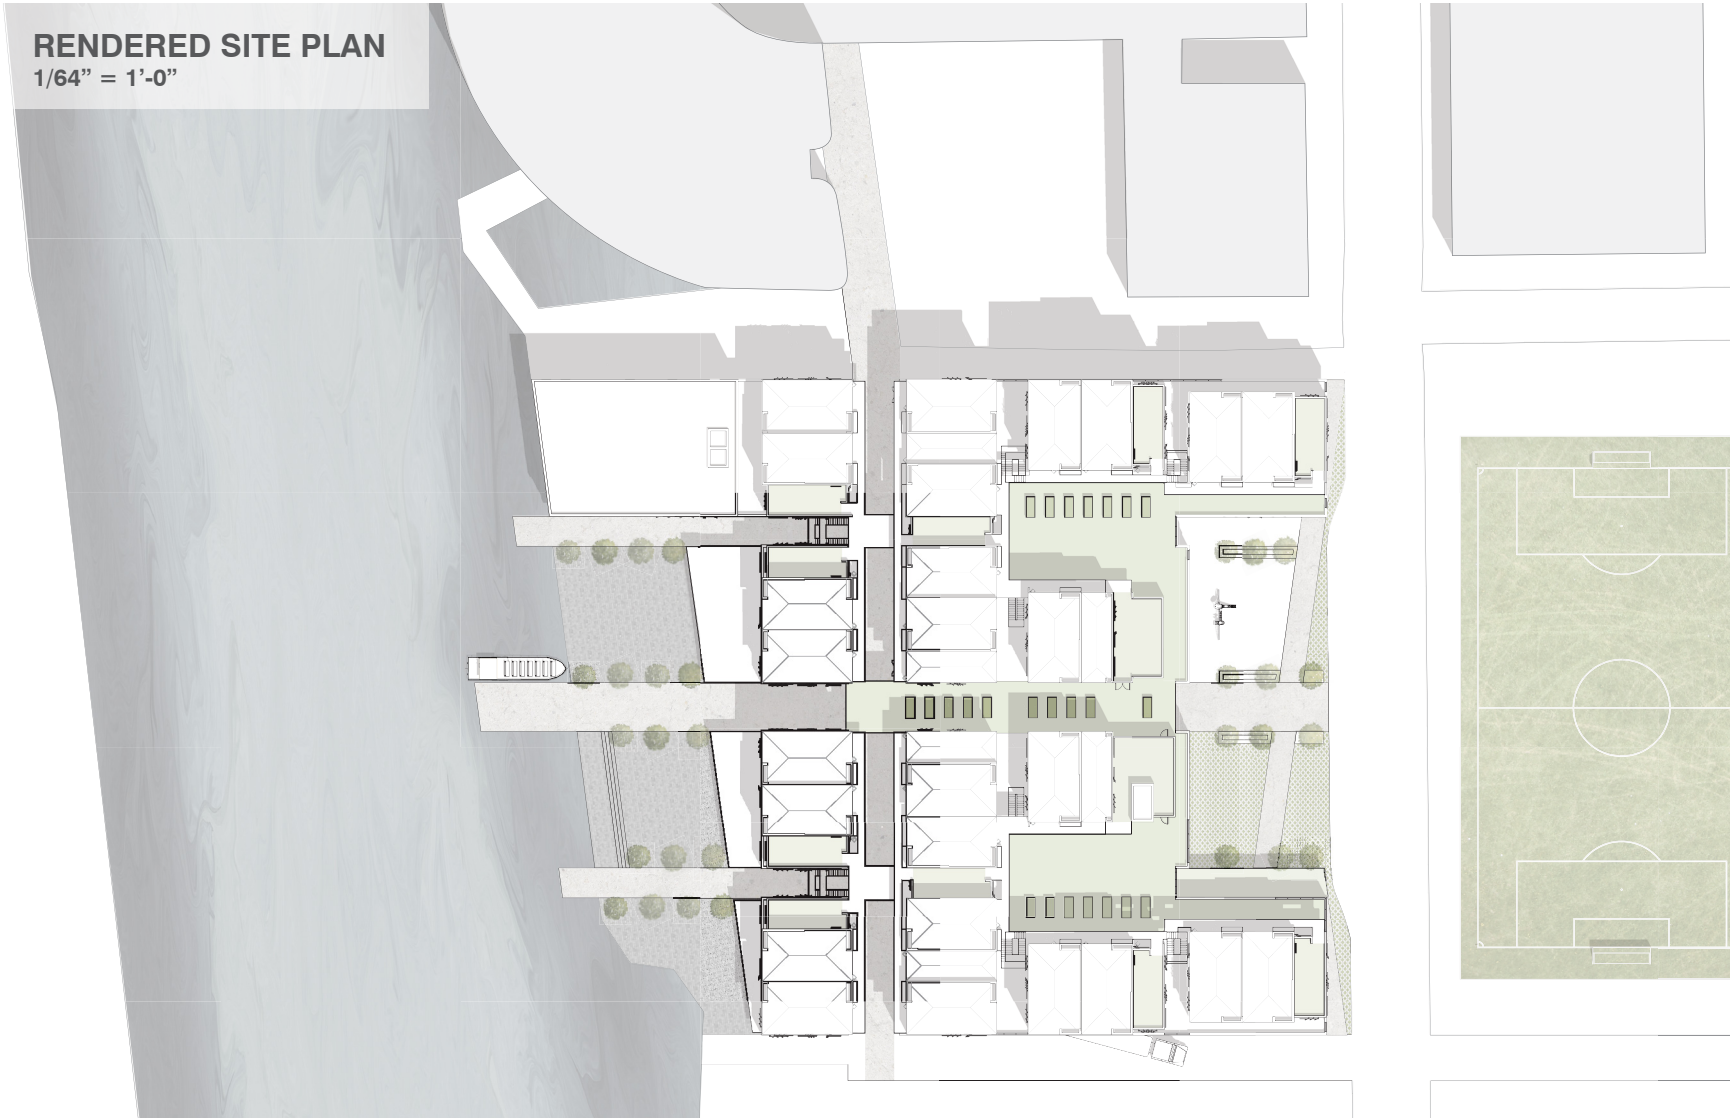 RENDERED SITE PLAN
1/64” = 1’-0”